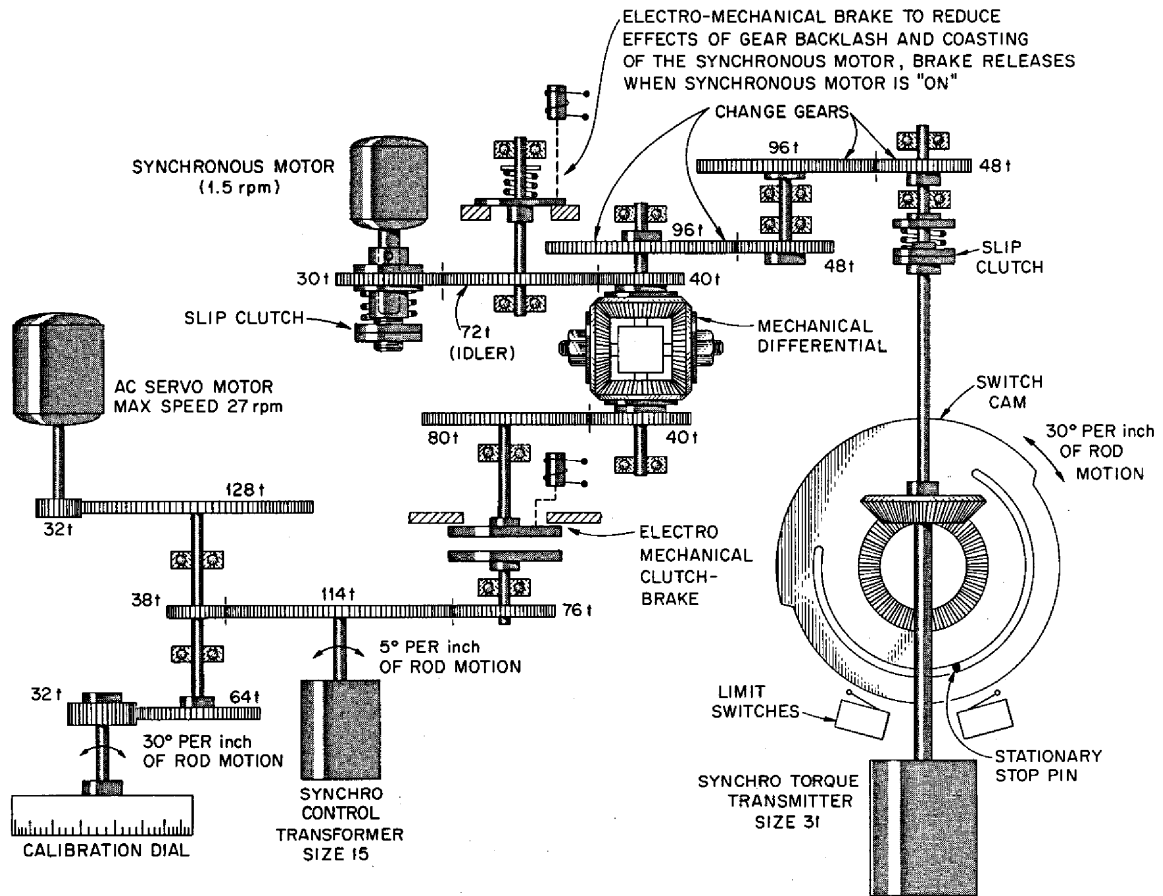 ELECTRO-MECHANICAL BRAKE TO REDUCE
EFFECTS OF GEAR BACKLASH AND COASTING
OF THE SYNCHRONOUS MOTOR, BRAKE RELEASES
WHEN SYNCHRONOUS MOTOR IS "ON"
CHANGE GEARS
SYNCHRONOUS MOTOR
(1.5 rpm)
96t
48t
96t
48t
SLIP
CLUTCH
30t
40t
SLIP CLUTCH
72t
(IDLER)
MECHANICAL
DIFFERENTIAL
AC SERVO MOTOR
MAX SPEED 27 rpm
SWITCH
CAM
80t
40t
30° PER inch
OF ROD
MOTION
128t
32t
ELECTRO
MECHANICAL
CLUTCH-
BRAKE
38t
114t
76t
5° PER inch
OF ROD MOTION
32t
64t
LIMIT
SWITCHES
30° PER inch
OF ROD MOTION
STATIONARY
STOP PIN
SYNCHRO
CONTROL
TRANSFORMER
SIZE 15
SYNCHRO TORQUE
TRANSMITTER
SIZE 31
CALIBRATION DIAL